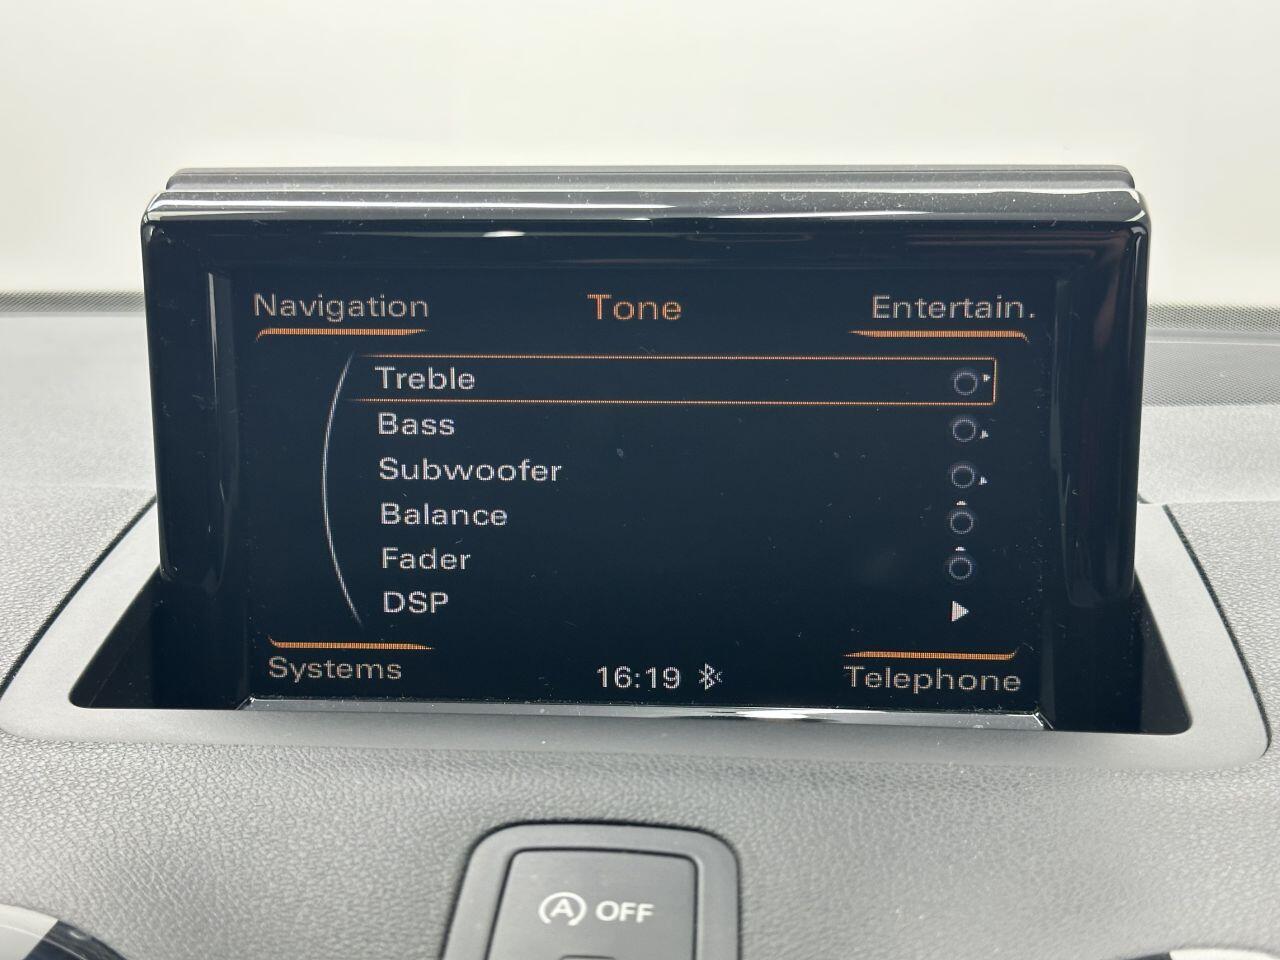 Navigation Tone Entertain.
Treble
Bass
Subwoofer
Balance
Fader
DSP
Systems 16:19 Telephone
A OFF